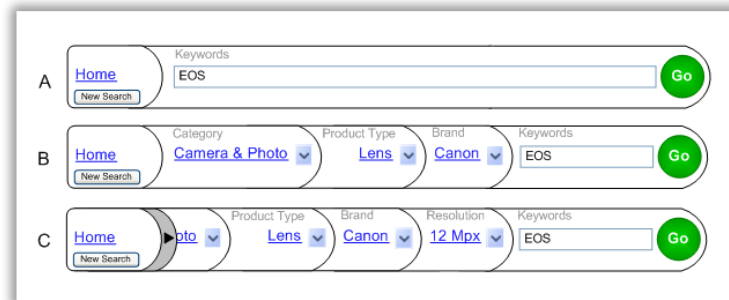 Keywords
A Home EOS Go
New Search
Category Product Type Brand Keywords
B Home Camera & Photo Lens Canon EOS Go
New Search
Product Type Brand Resolution Keywords
C Home oto Lens Canon 12 Mpx EOS Go
New Search